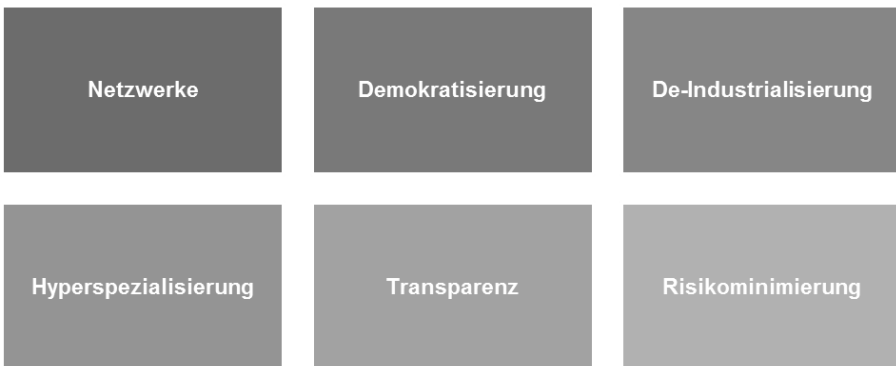 Netzwerke
Demokratisierung
De-Industrialisierung
Hyperspezialisierung
Transparenz
Risikominimierung